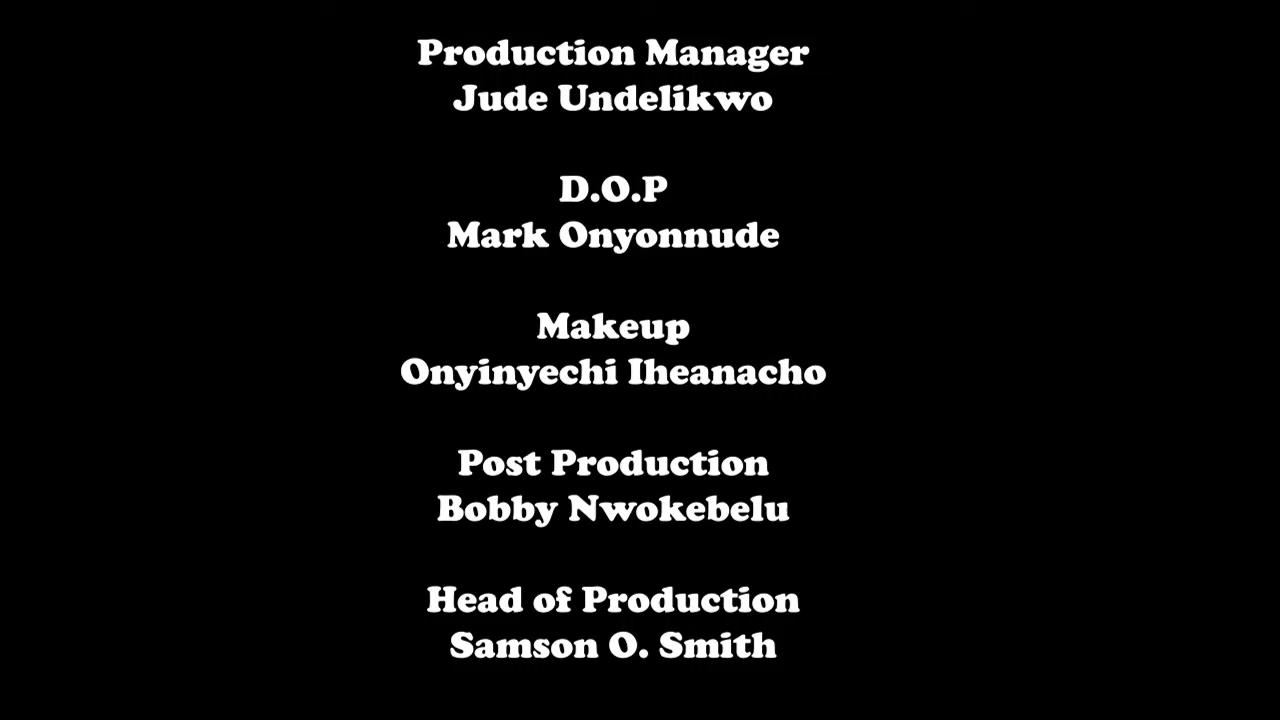 Production Manager
Jude Undelikwo
D.O.P
Mark Onyonnude
Makeup
Onyinyechi Iheanacho
Post Production
Bobby Nwokebelu
Head of Production
Samson O. Smith